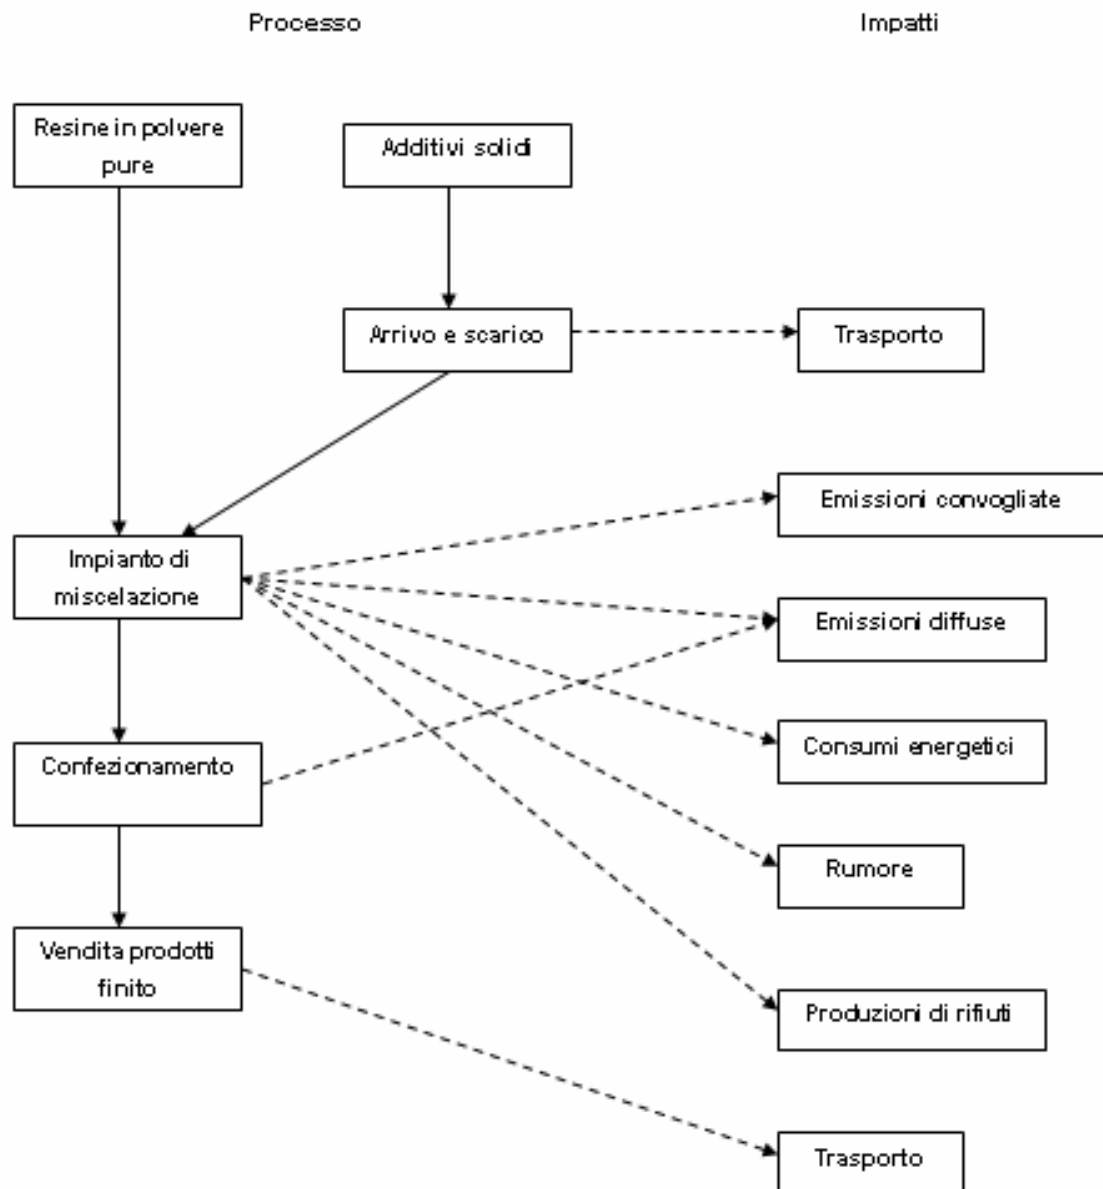 Processo
Impatti
Resine in polvere
pure
Additivi solidi
Arrivo e scarico
Trasporto
Emissioni convogliate
Impianto di
miscelazione
Emissioni diffuse
Consumi energetici
Confezionamento
Rumore
Vendita prodotti
finito
Produzioni di rifiuti
Trasporto